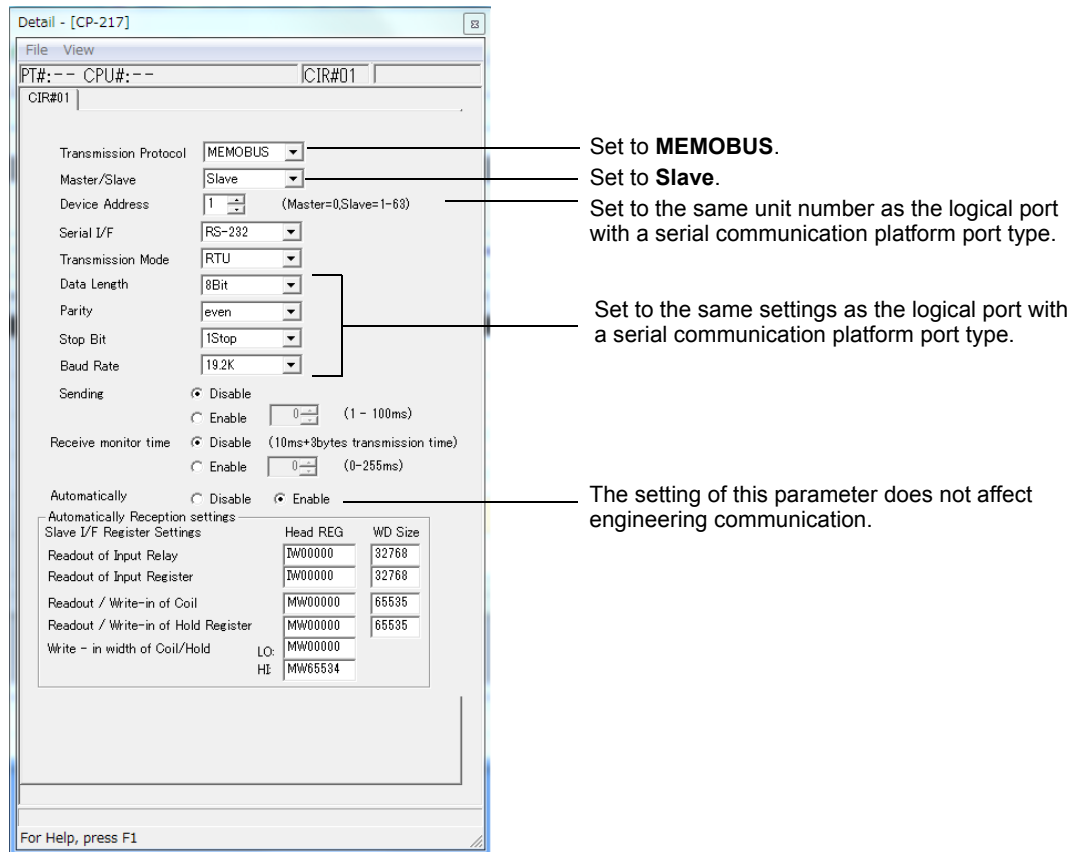 Detail - [CP-217]
File View
PT#:-- CPU#:-- CIR#01
CIR#01
Transmission Protocol MEMOBUS Set to MEMOBUS.
Master/Slave Slave Set to Slave.
Device Address 1 (Master=0,Slave=1-63) Set to the same unit number as the logical port
with a serial communication platform port type.
Serial I/F RS-232
Transmission Mode RTU
Data Length 8Bit
Parity even Set to the same settings as the logical port with
a serial communication platform port type.
Stop Bit 1Stop
Baud Rate 19.2K
Sending Disable
Enable 0 (1 - 100ms)
Receive monitor time Disable (10ms+3bytes transmission time)
Enable 0 (0-255ms)
Automatically Disable Enable The setting of this parameter does not affect
engineering communication.
Automatically Reception settings
Slave I/F Register Settings Head REG WD Size
Readout of Input Relay IW00000 32768
Readout of Input Register IW00000 32768
Readout / Write-in of Coil MW00000 65535
Readout / Write-in of Hold Register MW00000 65535
Write - in width of Coil/Hold LO: MW00000
HI: MW65534
For Help, press F1